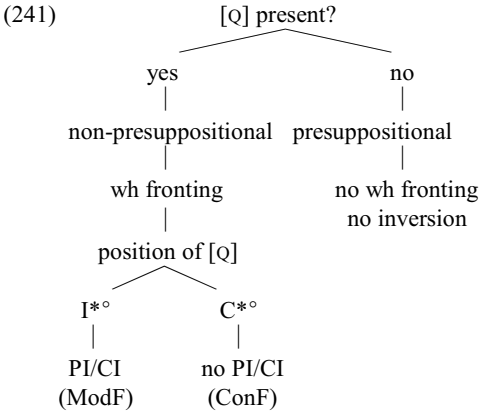 (241) [Q] present?
yes no
non-presuppositional presuppositional
wh fronting no wh fronting
no inversion
position of [Q]
I*° C*°
PI/CI no PI/CI
(ModF) (ConF)